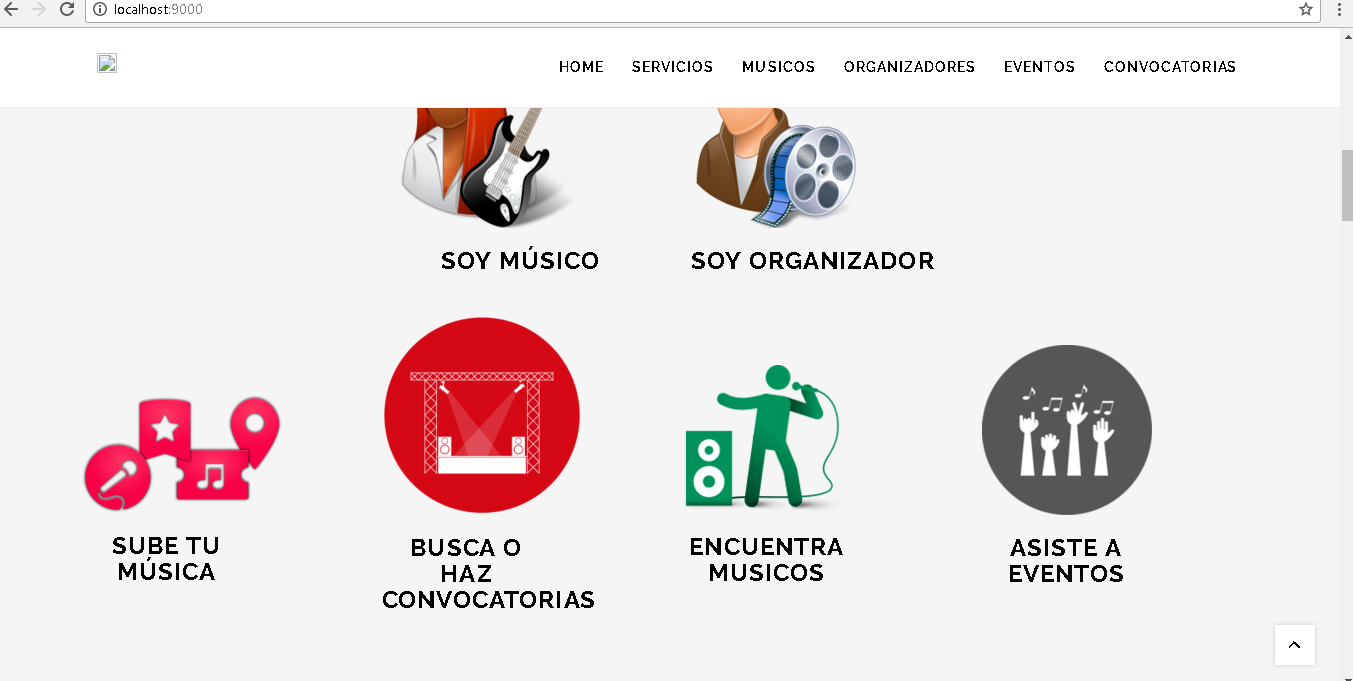 localhost:9000
HOME SERVICIOS MUSICOS ORGANIZADORES EVENTOS CONVOCATORIAS
SOY MÚSICO
SOY ORGANIZADOR
SUBE TU
MÚSICA
BUSCA O
HAZ
CONVOCATORIAS
ENCUENTRA
MUSICOS
ASISTE A
EVENTOS